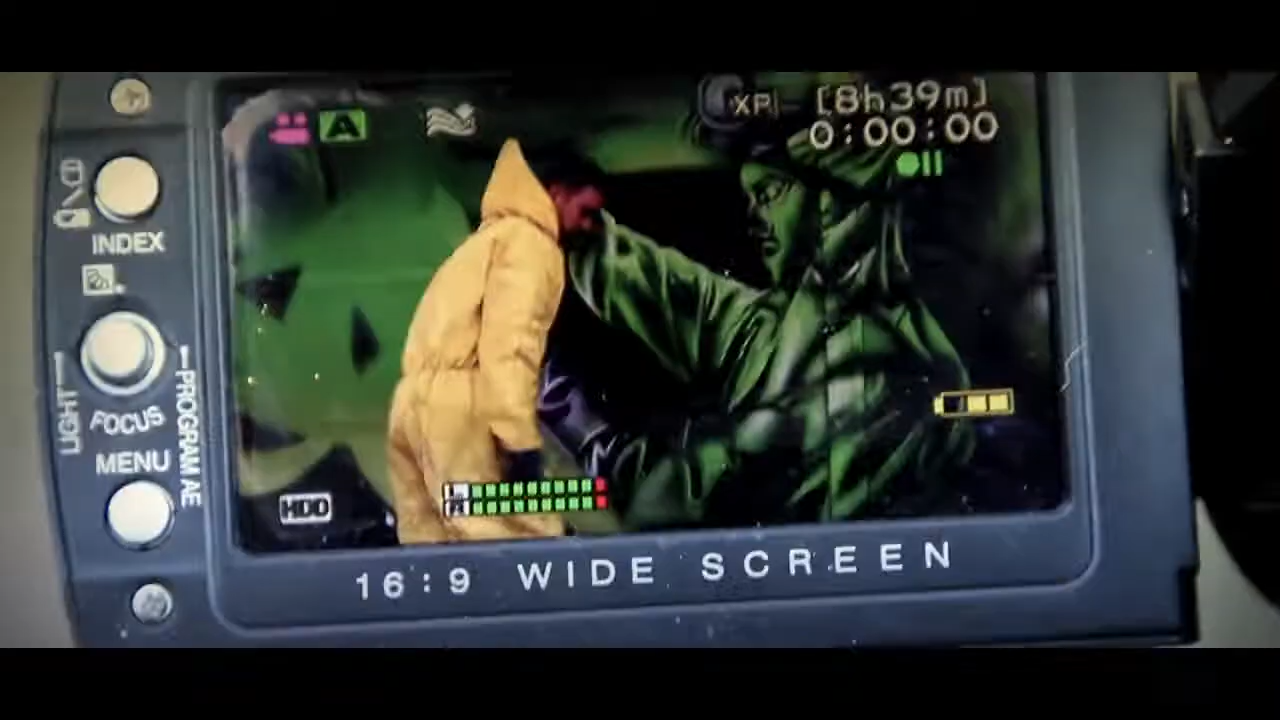 XP [8h39m]
0:00:00
A
INDEX
LIGHT
FOCUS
PROGRAM AE
MENU
HDD
L
R
16:9 WIDE SCREEN